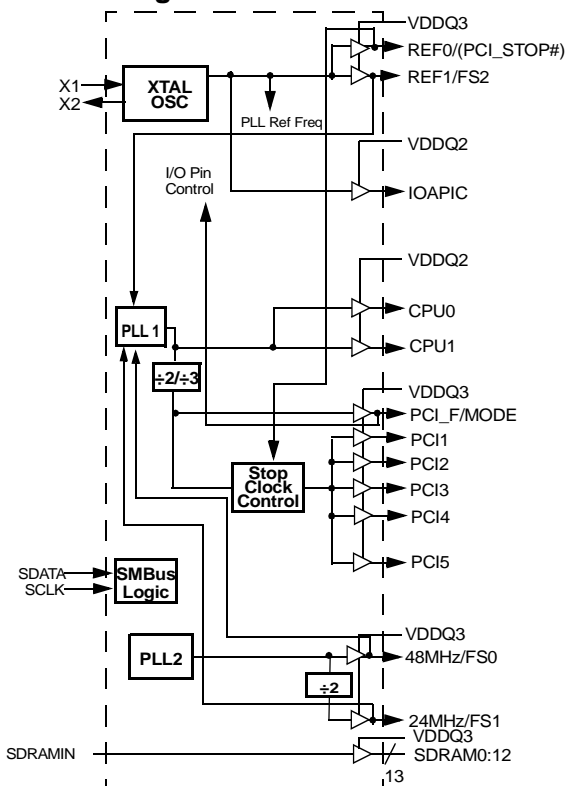 VDDQ3
REF0/(PCI_STOP#)
X1
X2
XTAL
OSC
REF1/FS2
PLL Ref Freq
VDDQ2
I/O Pin
Control
IOAPIC
VDDQ2
CPU0
PLL 1
CPU1
÷2/÷3
VDDQ3
PCI_F/MODE
PCI1
PCI2
Stop
Clock
Control
PCI3
PCI4
PCI5
SDATA
SCLK
SMBus
Logic
VDDQ3
PLL2
48MHz/FS0
÷2
24MHz/FS1
VDDQ3
SDRAMIN
SDRAM0:12
13